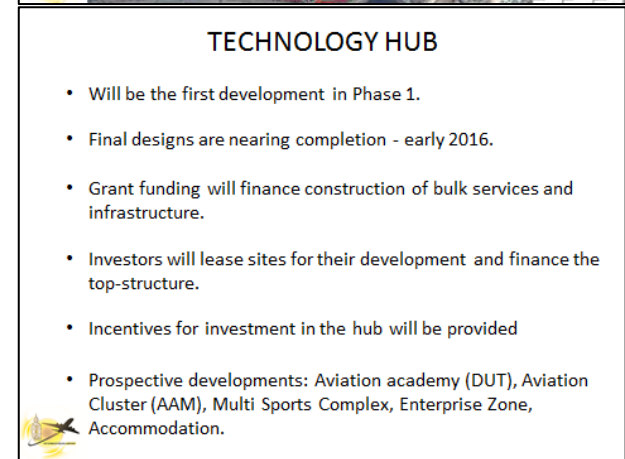 TECHNOLOGY HUB
• Will be the first development in Phase 1.
• Final designs are nearing completion - early 2016.
• Grant funding will finance construction of bulk services and
infrastructure.
• Investors will lease sites for their development and finance the
top-structure.
• Incentives for investment in the hub will be provided
• Prospective developments: Aviation academy (DUT), Aviation
Cluster (AAM), Multi Sports Complex, Enterprise Zone,
Accommodation.